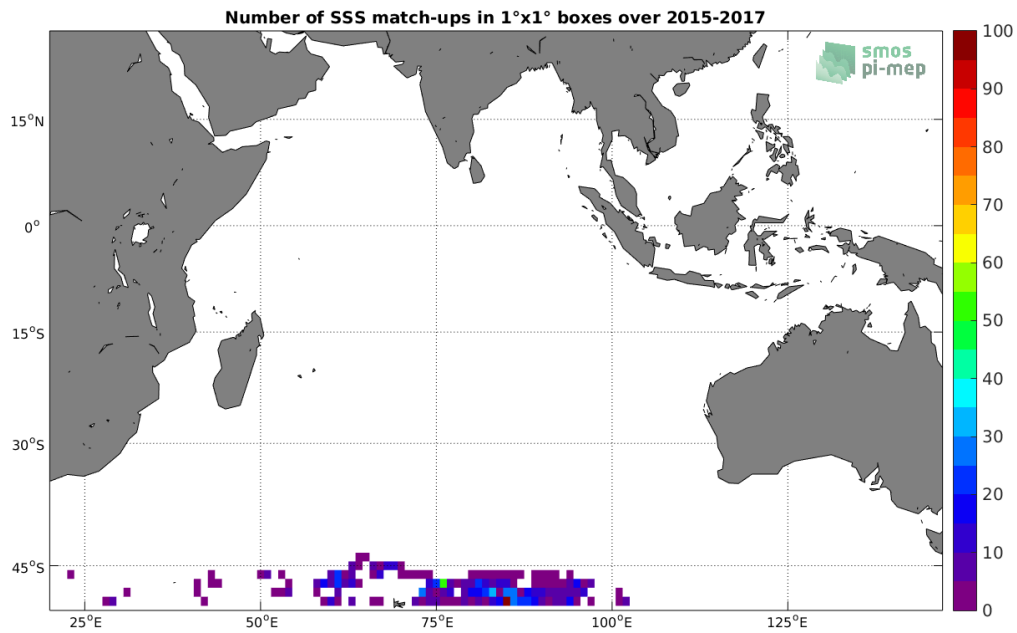 Number of SSS match-ups in 1°x1° boxes over 2015-2017
smos
pi-mep
15°N
0°
15°S
30°S
45°S
25°E
50°E
75°E
100°E
125°E
100
90
80
70
60
50
40
30
20
10
0